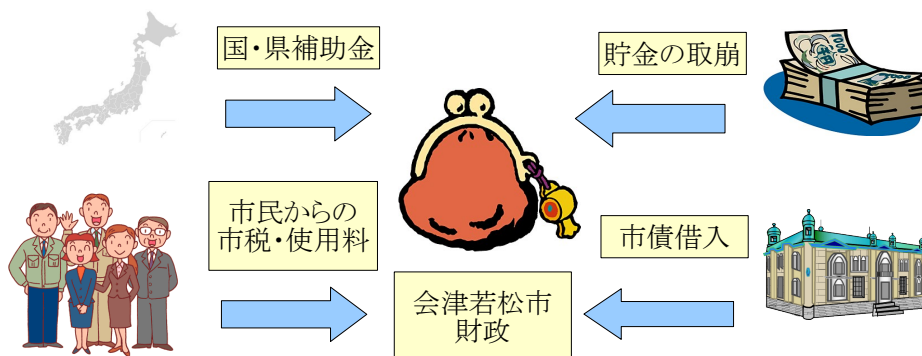 国・県補助金
貯金の取崩
市民からの
市税・使用料
市債借入
会津若松市
財政